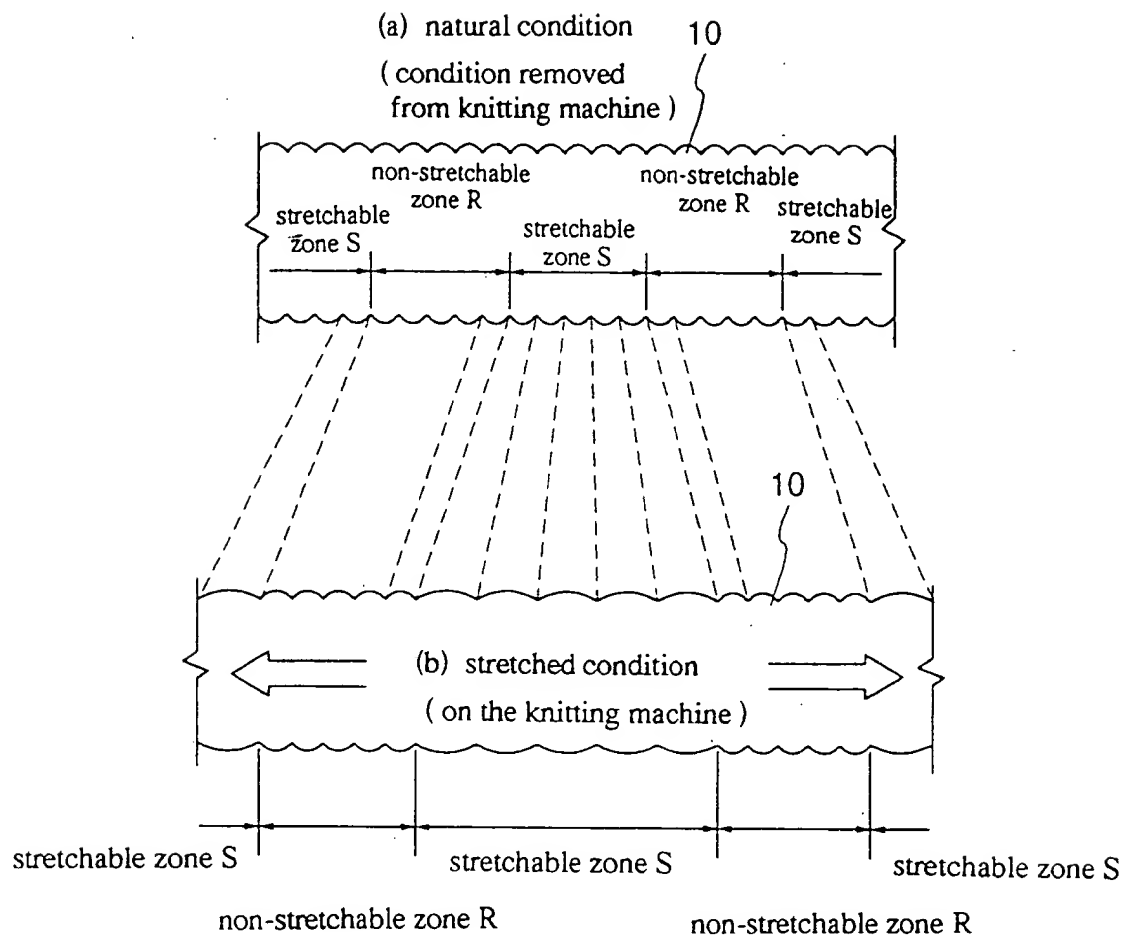 (a) natural condition
10
( condition removed
from knitting machine )
non-stretchable
zone R
non-stretchable
zone R
stretchable
zone S
stretchable
zone S
stretchable
zone S
10
(b) stretched condition
( on the knitting machine )
stretchable zone S
stretchable zone S
stretchable zone S
non-stretchable zone R
non-stretchable zone R